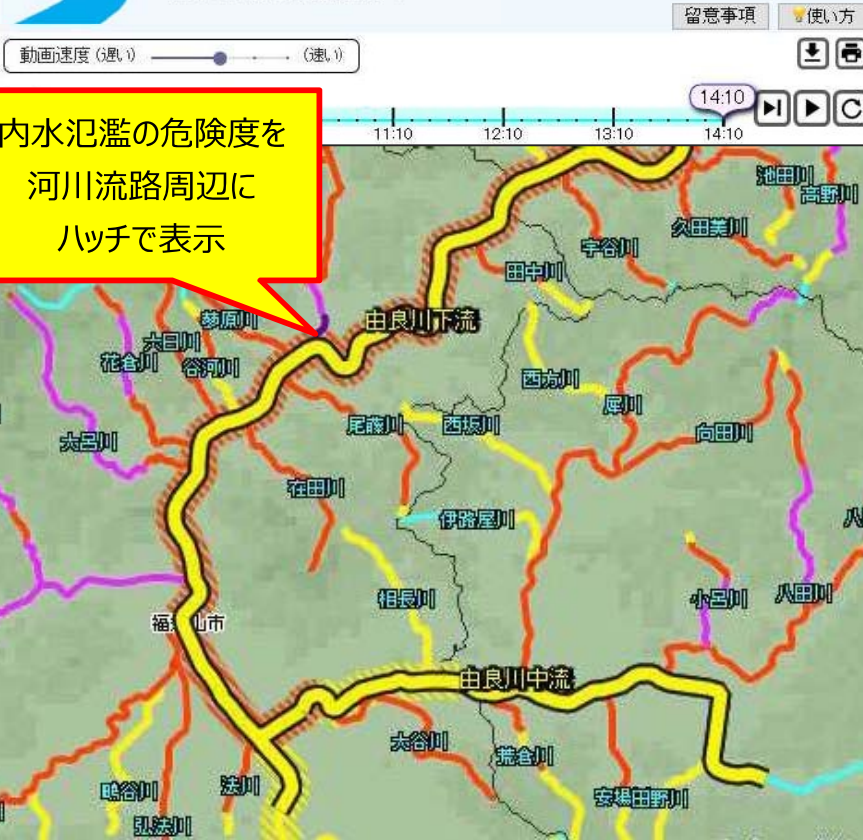 留意事項 使い方
動画速度 (遅い) (速い)
14:10
11:10 12:10 13:10 14:10
内水氾濫の危険度を
河川流路周辺に
ハッチで表示
池田川
高野川
久田美川
宇谷川
田中川
由良川下流
蓼原川
大日川
花倉川 谷河川
西方川
犀川
尾藤川 西坂川
向田川
大呂川
在田川
伊路屋川
相長川
小呂川 八田川
福知山市
由良川中流
大谷川
荒倉川
法川
安場田野川
弘法川